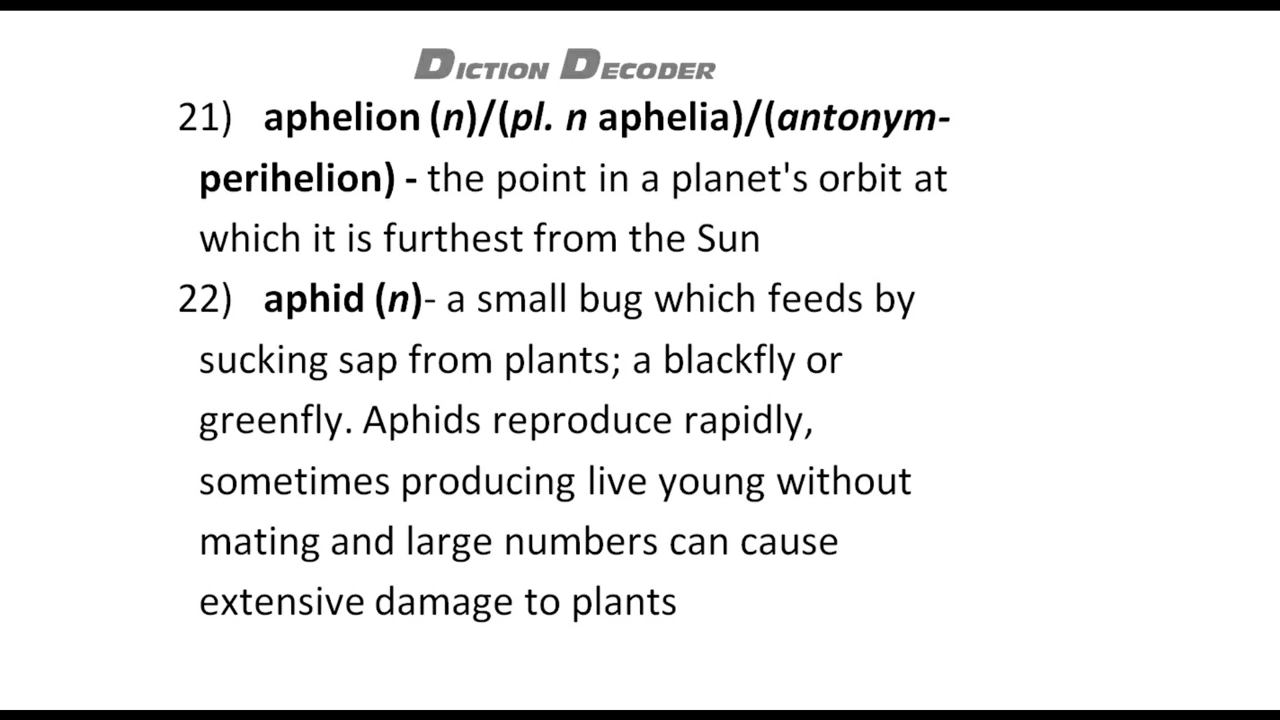 DICTION DECODER
21) aphelion (n)/(pl. n aphelia)/(antonym-
perihelion) - the point in a planet's orbit at
which it is furthest from the Sun
22) aphid (n)- a small bug which feeds by
sucking sap from plants; a blackfly or
greenfly. Aphids reproduce rapidly,
sometimes producing live young without
mating and large numbers can cause
extensive damage to plants